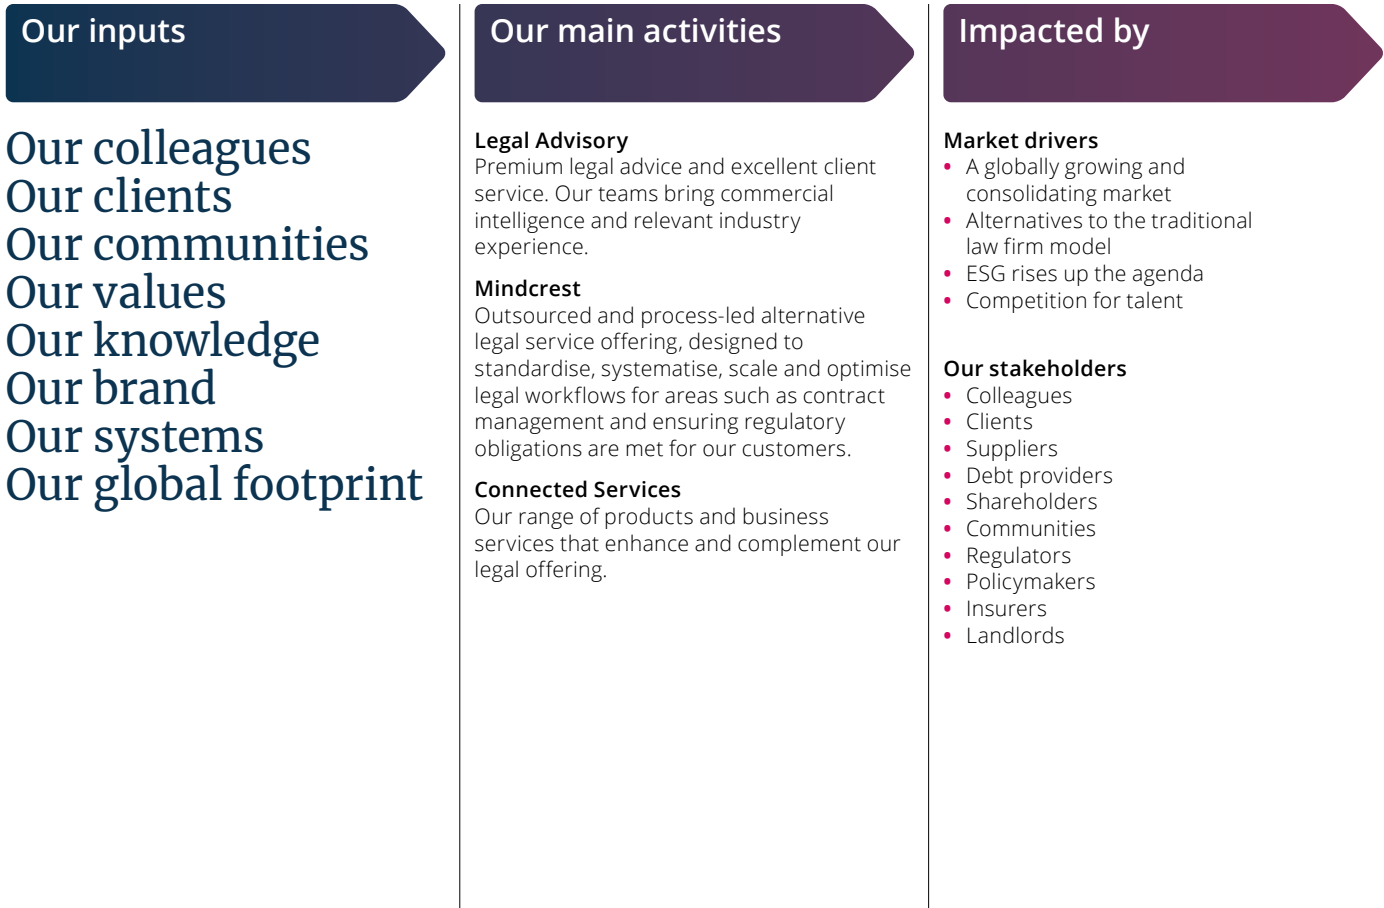 Our inputs
Our colleagues
Our clients
Our communities
Our values
Our knowledge
Our brand
Our systems
Our global footprint
Our main activities
Legal Advisory
Premium legal advice and excellent client
service. Our teams bring commercial
intelligence and relevant industry
experience.
Mindcrest
Outsourced and process-led alternative
legal service offering, designed to
standardise, systematise, scale and optimise
legal workflows for areas such as contract
management and ensuring regulatory
obligations are met for our customers.
Connected Services
Our range of products and business
services that enhance and complement our
legal offering.
Impacted by
Market drivers
• A globally growing and
consolidating market
• Alternatives to the traditional
law firm model
• ESG rises up the agenda
• Competition for talent
Our stakeholders
• Colleagues
• Clients
• Suppliers
• Debt providers
• Shareholders
• Communities
• Regulators
• Policymakers
• Insurers
• Landlords